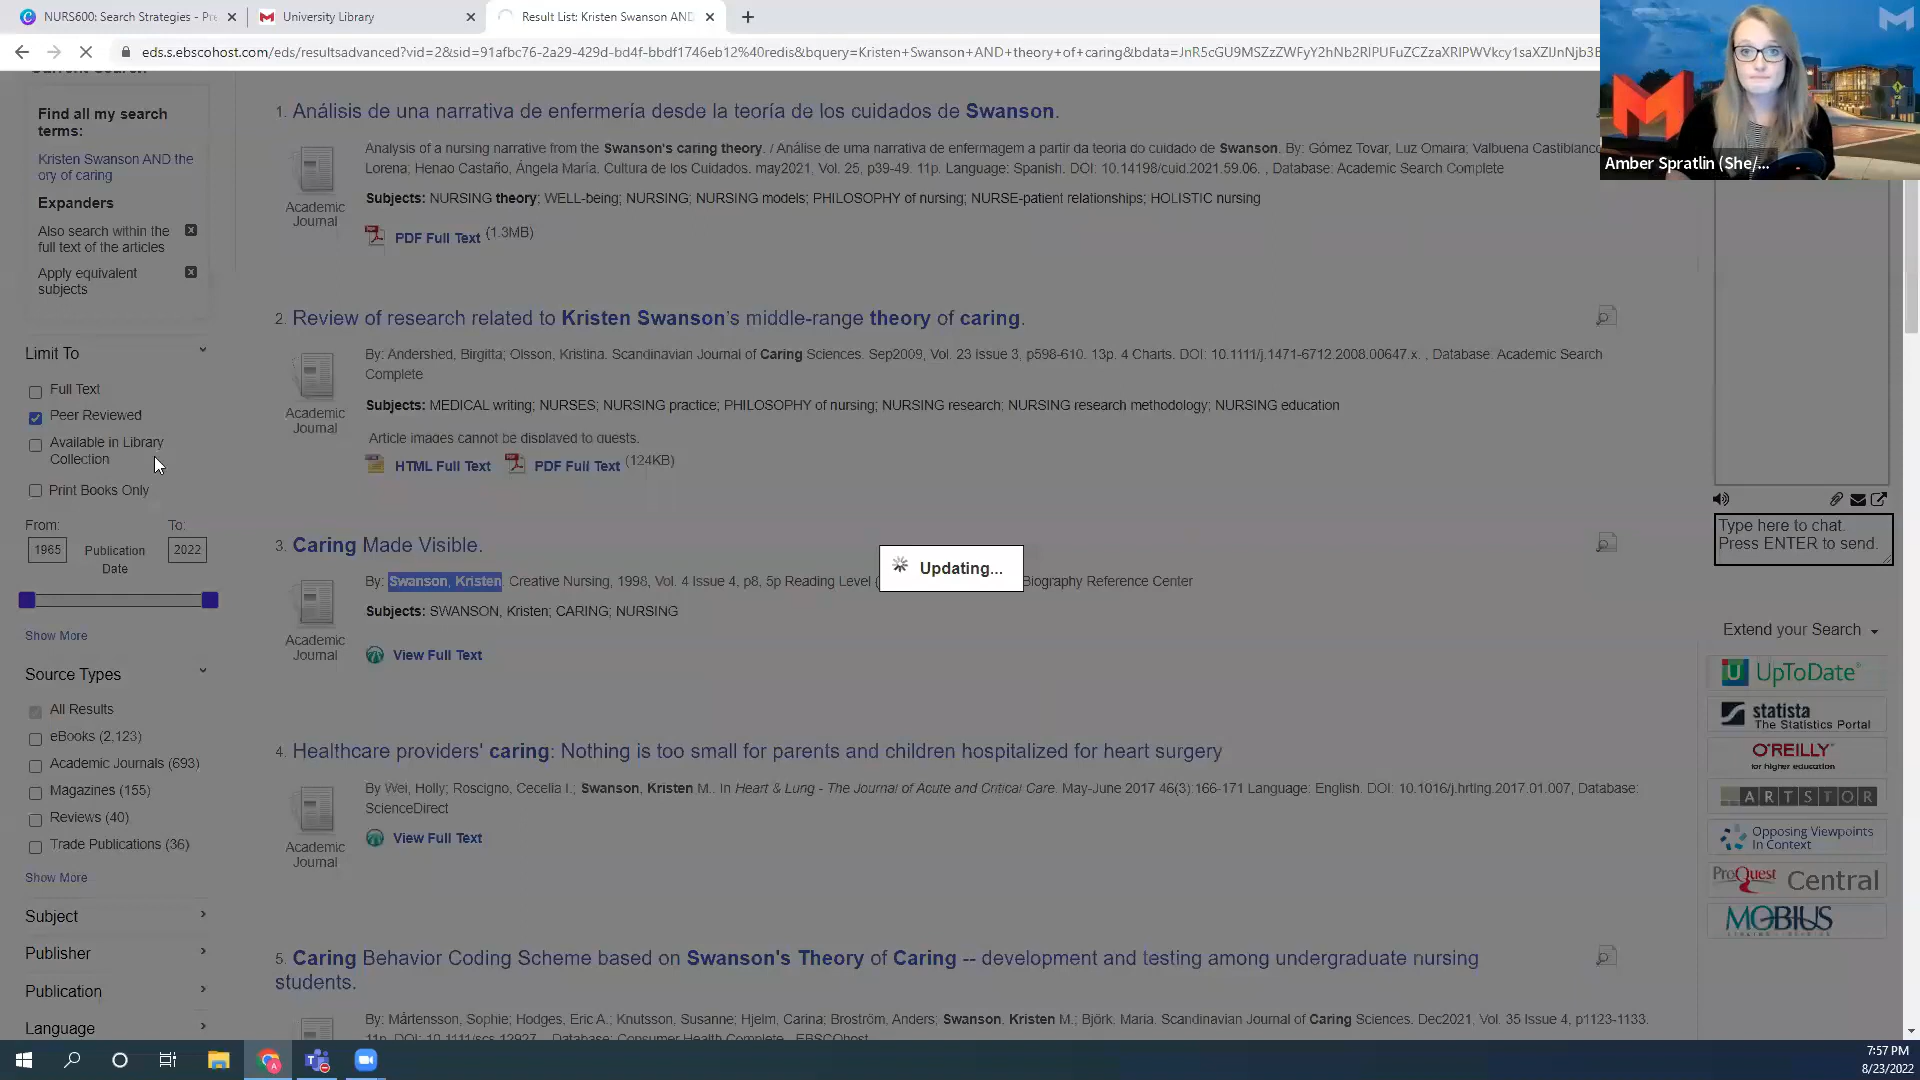 NURS600: Search Strategies - Pre
University Library
Result List: Kristen Swanson AND
eds.s.ebscohost.com/eds/resultsadvanced?vid=2&sid=91afbc76-2a29-429d-bd4f-bbdf1746eb12%40redis&bquery=Kristen+Swanson+AND+theory+of+caring&bdata=
Amber Spratlin (She/...
Find all my search
terms:
Kristen Swanson AND the
ory of caring
Expanders
Also search within the
full text of the articles
Apply equivalent
subjects
Limit To
Full Text
Peer Reviewed
Available in Library
Collection
Print Books Only
From: To:
1965 Publication Date 2022
Show More
Source Types
All Results
eBooks (2,123)
Academic Journals (693)
Magazines (155)
Reviews (40)
Trade Publications (36)
Show More
Subject
Publisher
Publication
Language
1. Análisis de una narrativa de enfermería desde la teoría de los cuidados de Swanson.
Analysis of a nursing narrative from the Swanson's caring theory. / Análise de uma narrativa de enfermagem a partir da teoria do cuidado de Swanson. By: Gómez Tovar, Luz Omaira; Valbuena Castiblanc
Lorena; Henao Castaño, Ángela María. Cultura de los Cuidados. may2021, Vol. 25, p39-49. 11p. Language: Spanish. DOI: 10.14198/cuid.2021.59.06. , Database: Academic Search Complete
Academic
Journal
Subjects: NURSING theory; WELL-being; NURSING; NURSING models; PHILOSOPHY of nursing; NURSE-patient relationships; HOLISTIC nursing
PDF Full Text (1.3MB)
2. Review of research related to Kristen Swanson's middle-range theory of caring.
By: Andershed, Birgitta; Olsson, Kristina. Scandinavian Journal of Caring Sciences. Sep2009, Vol. 23 Issue 3, p598-610. 13p. 4 Charts. DOI: 10.1111/j.1471-6712.2008.00647.x. , Database: Academic Search
Complete
Academic
Journal
Subjects: MEDICAL writing; NURSES; NURSING practice; PHILOSOPHY of nursing; NURSING research; NURSING research methodology; NURSING education
Article images cannot be displayed to guests.
HTML Full Text PDF Full Text (124KB)
3. Caring Made Visible.
By: Swanson, Kristen Creative Nursing, 1998, Vol. 4 Issue 4, p8, 5p Reading Level ( Biography Reference Center
Subjects: SWANSON, Kristen; CARING; NURSING
Academic
Journal
View Full Text
Updating...
4. Healthcare providers' caring: Nothing is too small for parents and children hospitalized for heart surgery
By Wei, Holly; Roscigno, Cecelia I.; Swanson, Kristen M.. In Heart & Lung - The Journal of Acute and Critical Care. May-June 2017 46(3):166-171 Language: English. DOI: 10.1016/j.hrtlng.2017.01.007, Database:
ScienceDirect
Academic
Journal
View Full Text
5. Caring Behavior Coding Scheme based on Swanson's Theory of Caring -- development and testing among undergraduate nursing
students.
By: Mårtensson, Sophie; Hodges, Eric A.; Knutsson, Susanne; Hjelm, Carina; Broström, Anders; Swanson, Kristen M.; Björk, Maria. Scandinavian Journal of Caring Sciences. Dec2021, Vol. 35 Issue 4, p1123-1133.
Type here to chat.
Press ENTER to send.
Extend your Search
UpToDate
statista
The Statistics Portal
O'REILLY
for higher education
ARTSTOR
Opposing Viewpoints
In Context
ProQuest Central
MOBIUS
7:57 PM
8/23/2022